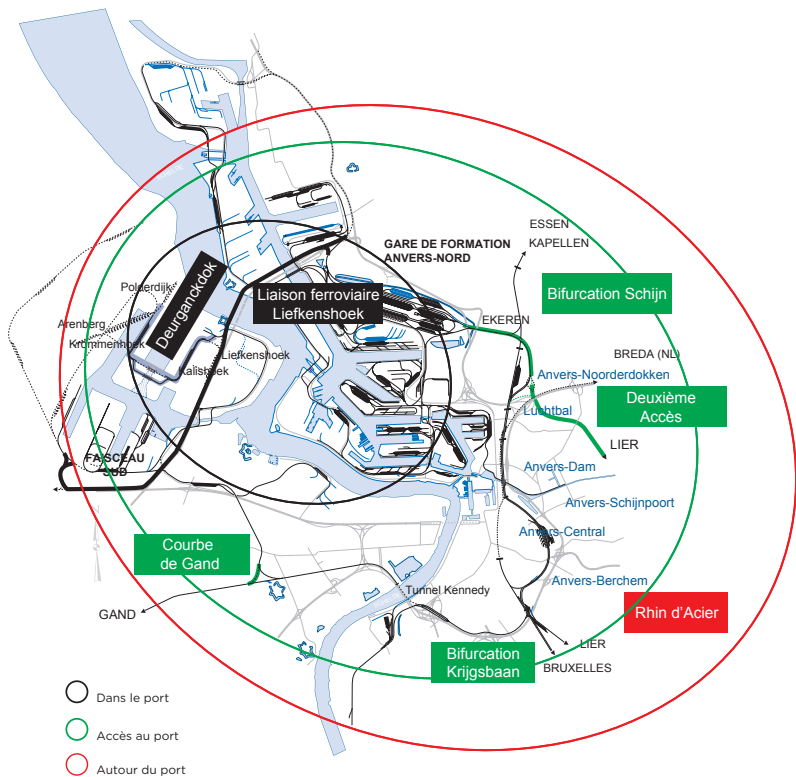 ESSEN
KAPELLEN
GARE DE FORMATION
ANVERS-NORD
Polderdijk
Deurganckdok
Liaison ferroviaire
Liefkenshoek
Bifurcation Schijn
Arenberg
EKEREN
Krommenhoek
Liefkenshoek
Kalishoek
BREDA (NL)
Anvers-Noorderdokken
Deuxième
Accès
Luchtbal
LIER
FAISCEAU
SUD
Anvers-Dam
Anvers-Schijnpoort
Anvers-Central
Courbe
de Gand
Anvers-Berchem
Tunnel Kennedy
GAND
Rhin d'Acier
LIER
Bifurcation
Krijgsbaan
BRUXELLES
Dans le port
Accès au port
Autour du port